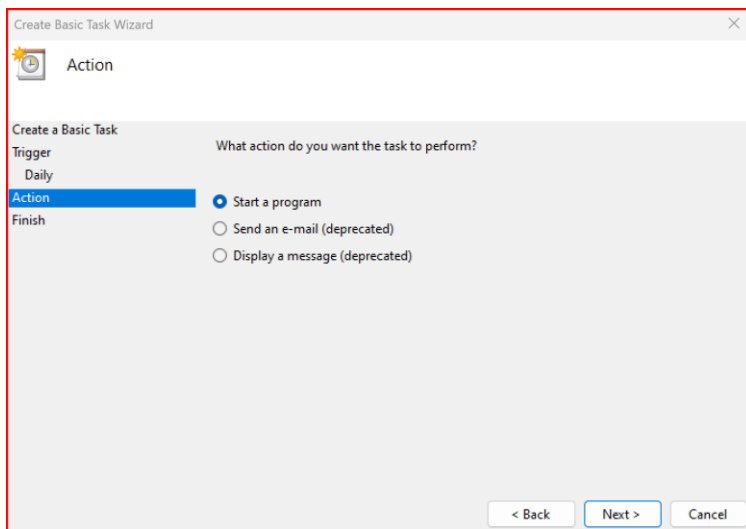 Create Basic Task Wizard
Action
Create a Basic Task
Trigger
Daily
Action
Finish
What action do you want the task to perform?
Start a program
Send an e-mail (deprecated)
Display a message (deprecated)
< Back
Next >
Cancel